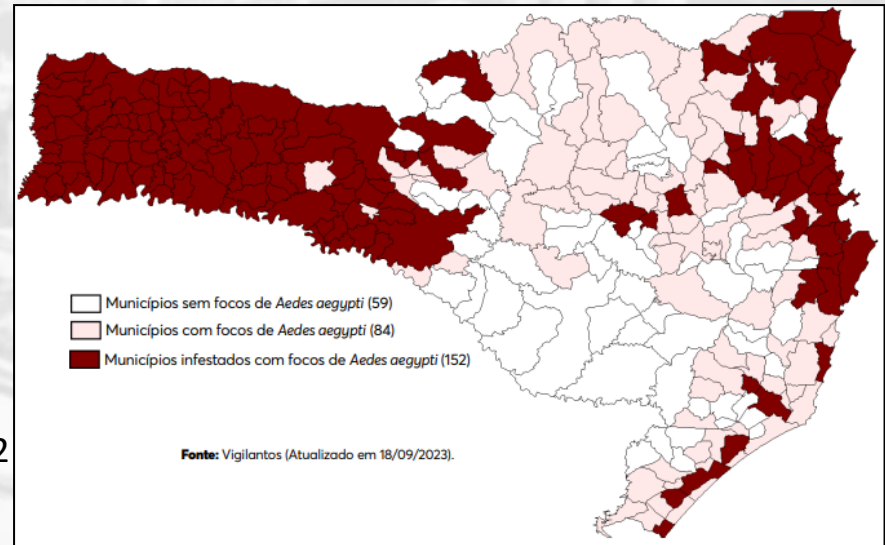 Municípios sem focos de Aedes aegypti (59)
Municípios com focos de Aedes aegypti (84)
Municípios infestados com focos de Aedes aegypti (152)
2
Fonte: Vigilantos (Atualizado em 18/09/2023).